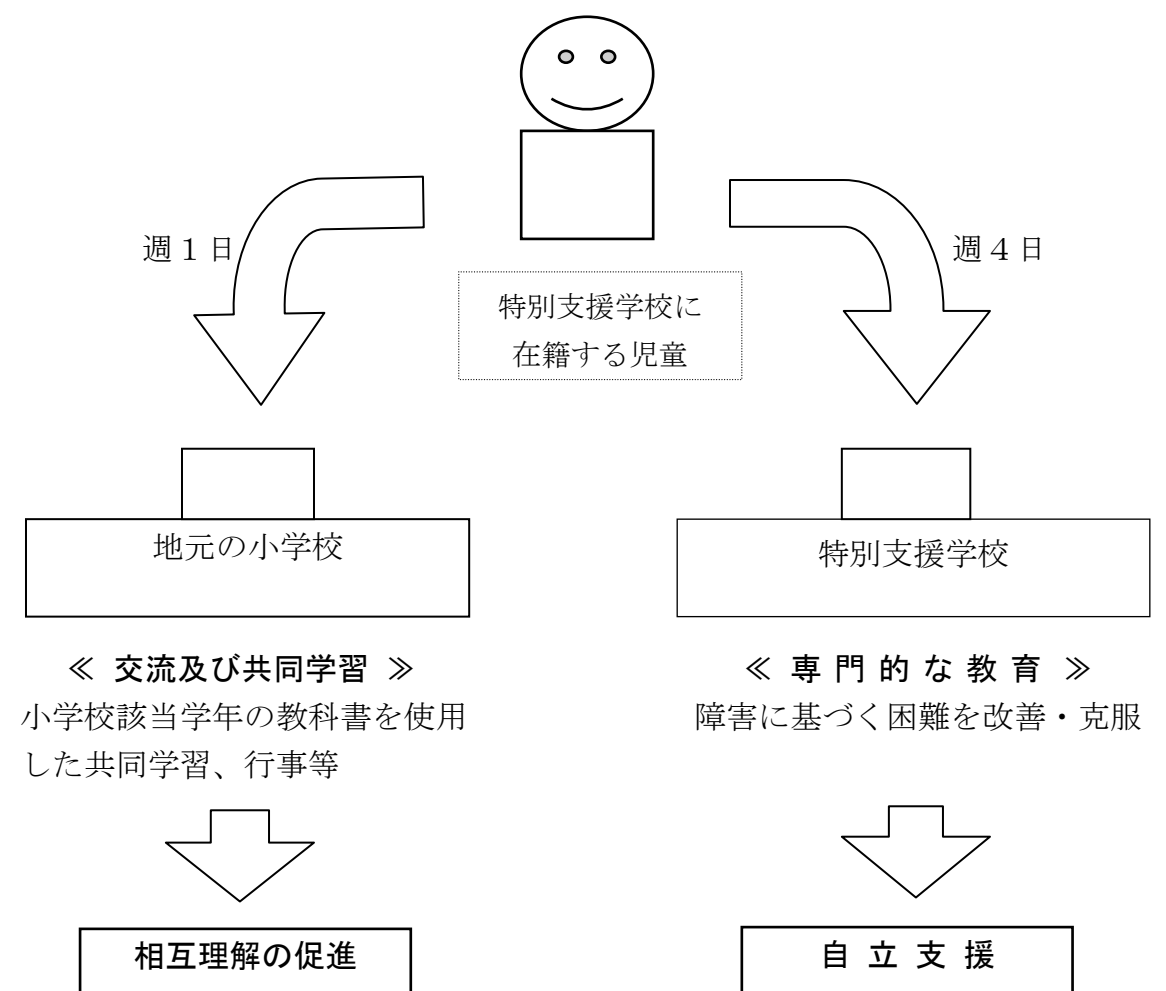 週1日
週4日
特別支援学校に
在籍する児童
地元の小学校
特別支援学校
≪ 交流及び共同学習 ≫
小学校該当学年の教科書を使用
した共同学習、行事等
≪ 専 門 的 な 教 育 ≫
障害に基づく困難を改善・克服
相互理解の促進
自 立 支 援